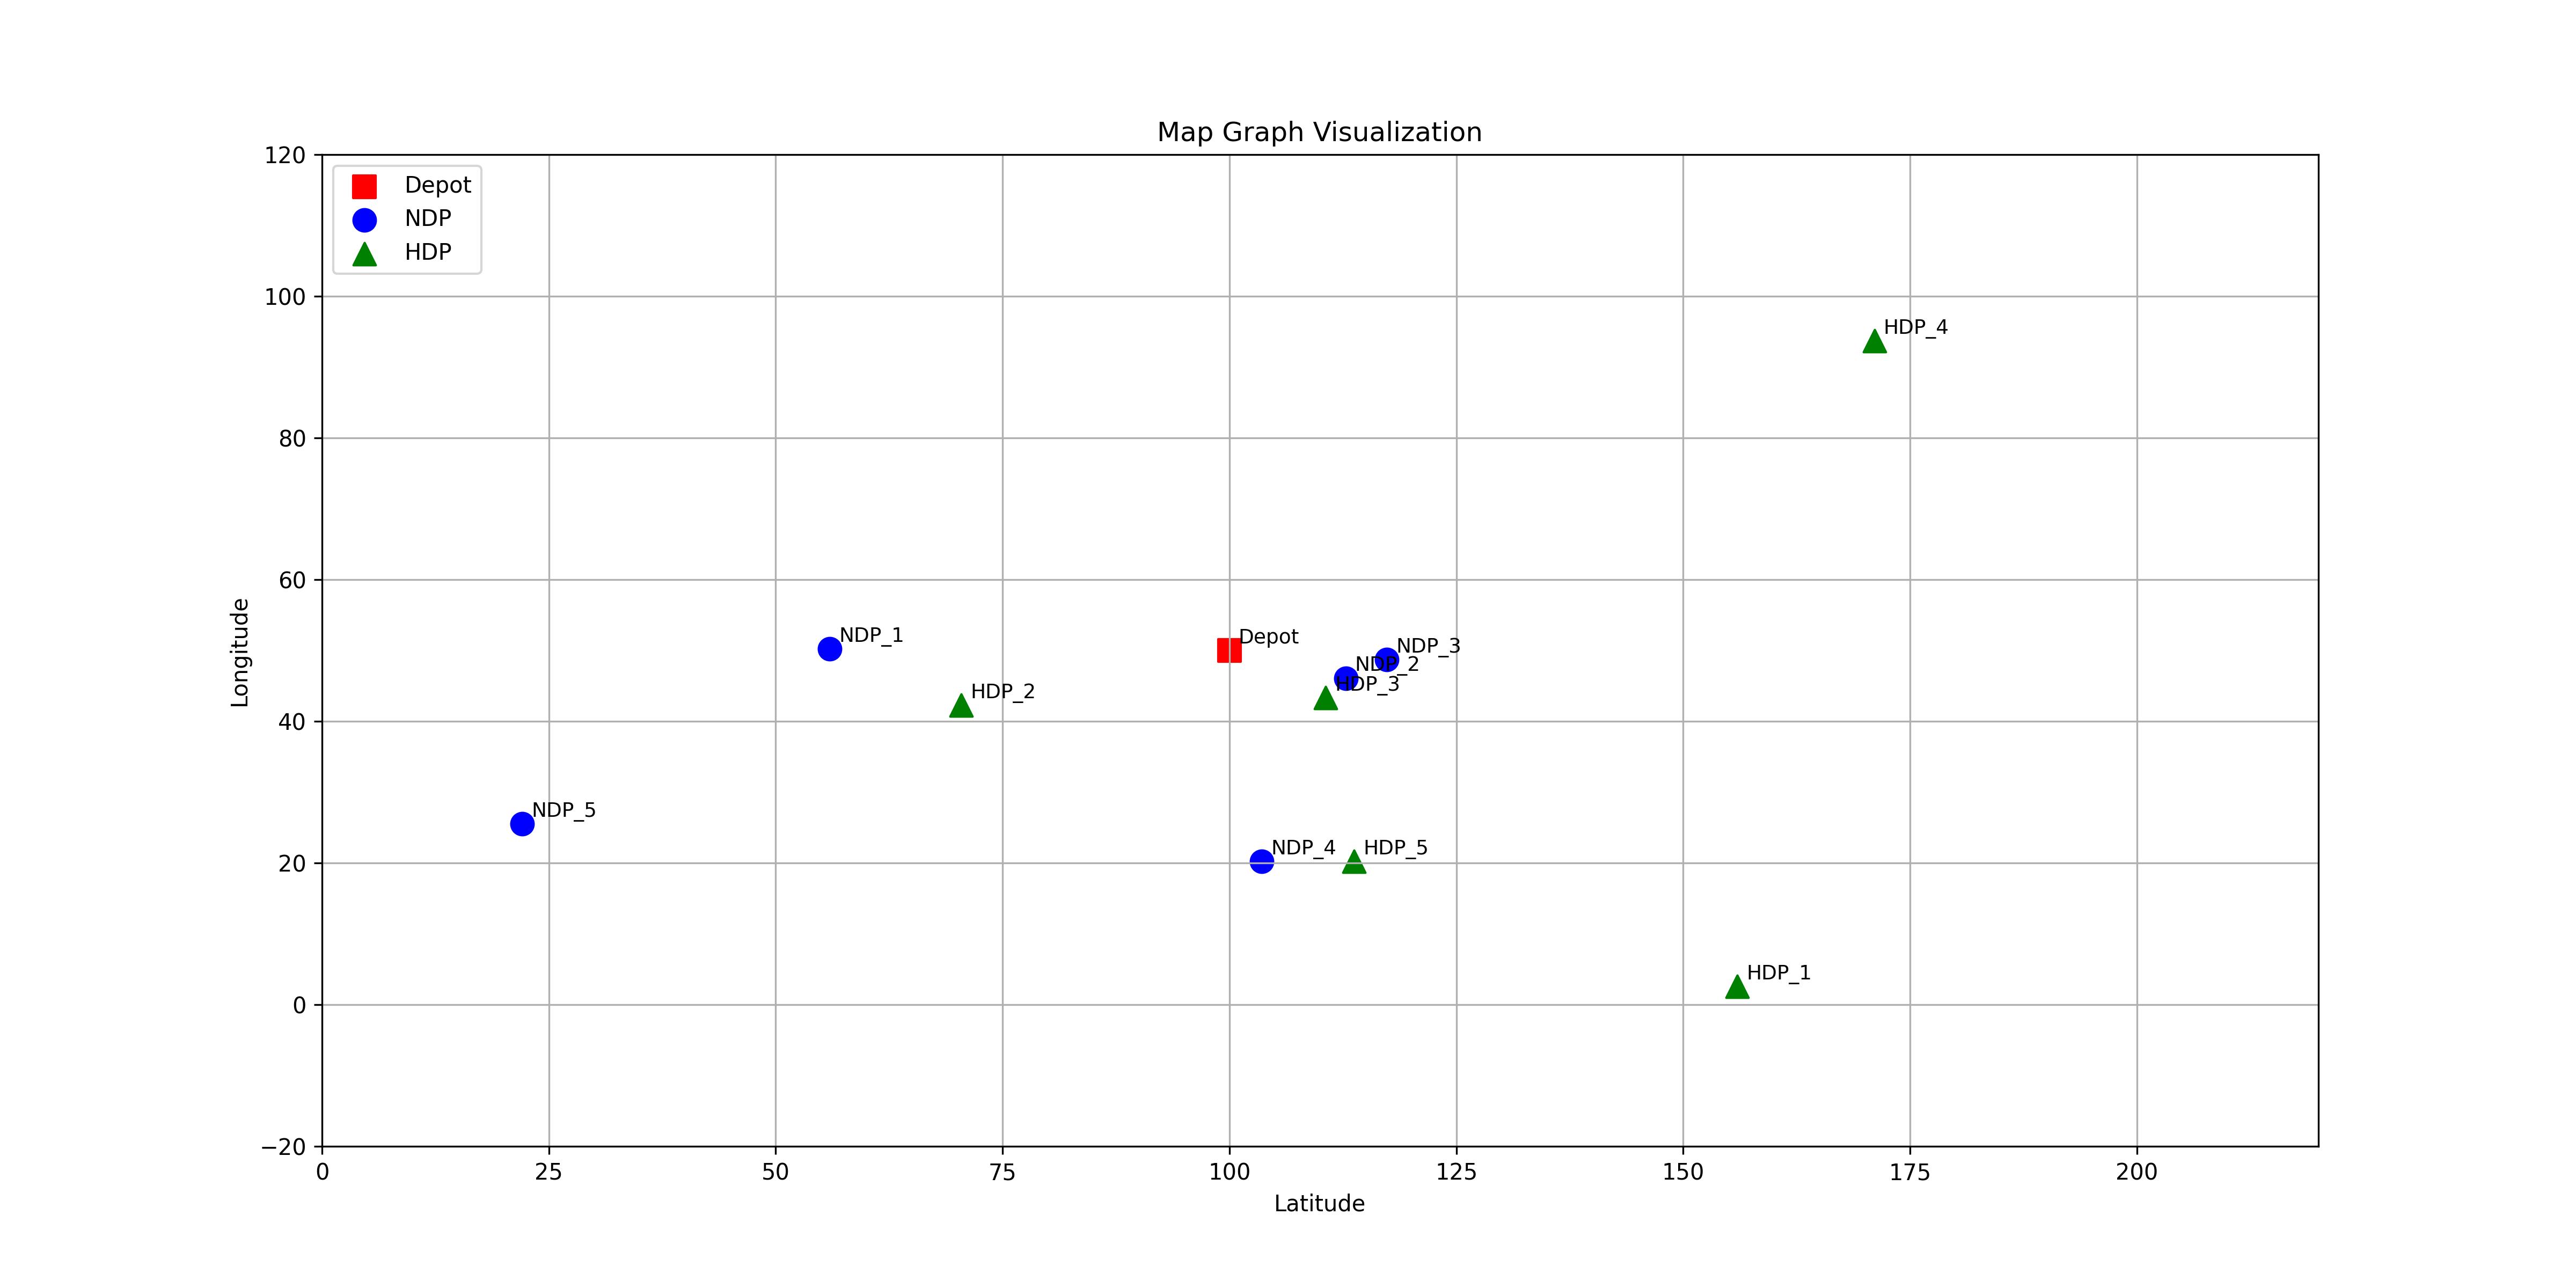 Map Graph Visualization
120
Depot
NDP
HDP
100
HDP_4
80
60
NDP_1
Depot
NDP_3
NDP_2
HDP_3
HDP_2
40
NDP_5
NDP_4
HDP_5
20
HDP_1
0
−20
0 25 50 75 100 125 150 175 200
Latitude
Longitude